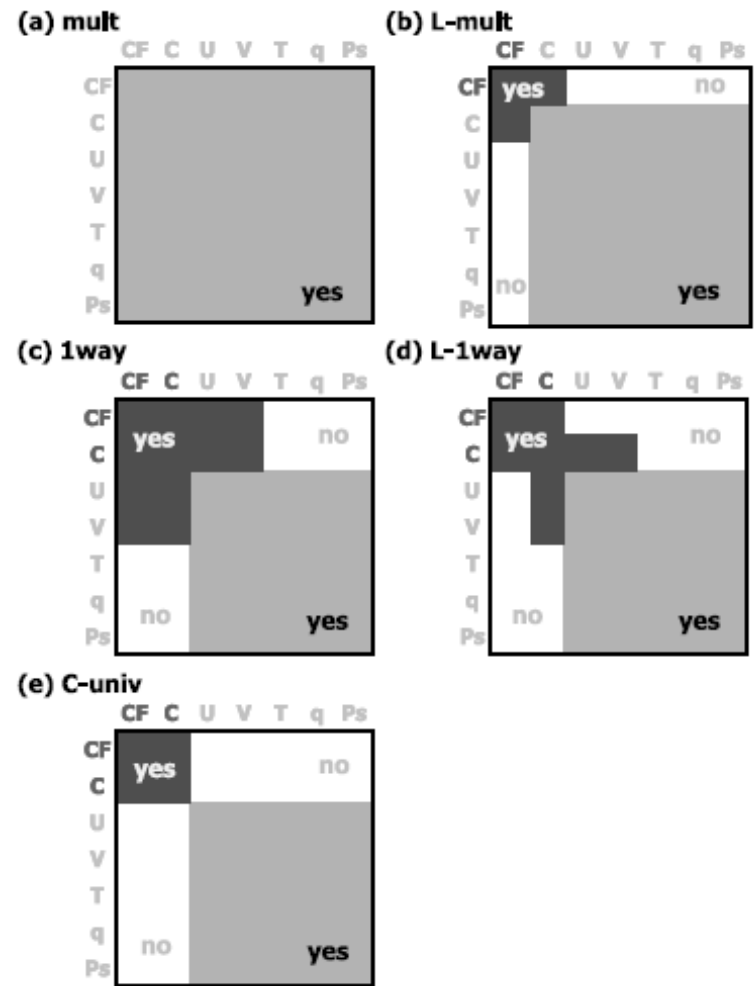 (a) mult
CF C U V T q Ps
CF
C
U
V
T
q
Ps
yes
(b) L-mult
CF C U V T q Ps
CF
C
U
V
T
q
Ps
yes
no
no
yes
(c) 1way
CF C U V T q Ps
CF
C
U
V
T
q
Ps
yes
no
no
yes
(d) L-1way
CF C U V T q Ps
CF
C
U
V
T
q
Ps
yes
no
no
yes
(e) C-univ
CF C U V T q Ps
CF
C
U
V
T
q
Ps
yes
no
no
yes